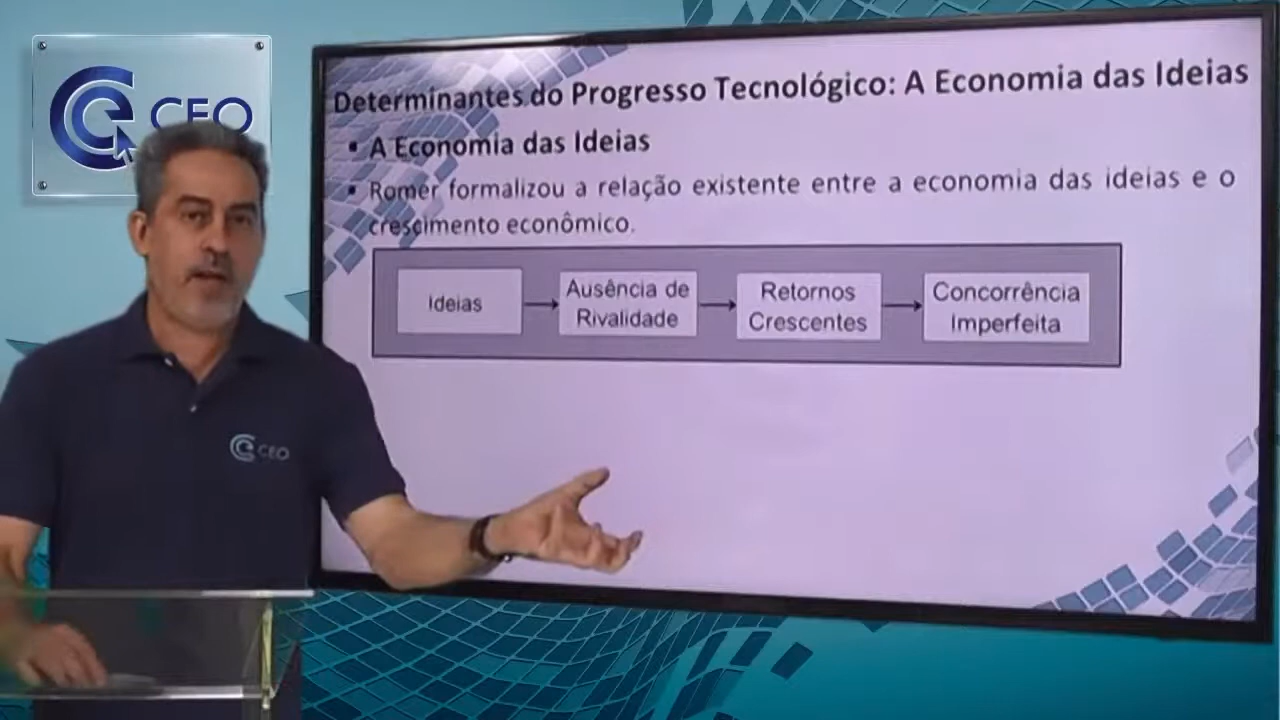 CEO
Determinantes do Progresso Tecnológico: A Economia das Ideias
▪ A Economia das Ideias
▪ Romer formalizou a relação existente entre a economia das ideias e o
crescimento econômico.
Ideias
Ausência de
Rivalidade
Retornos
Crescentes
Concorrência
Imperfeita
CEO